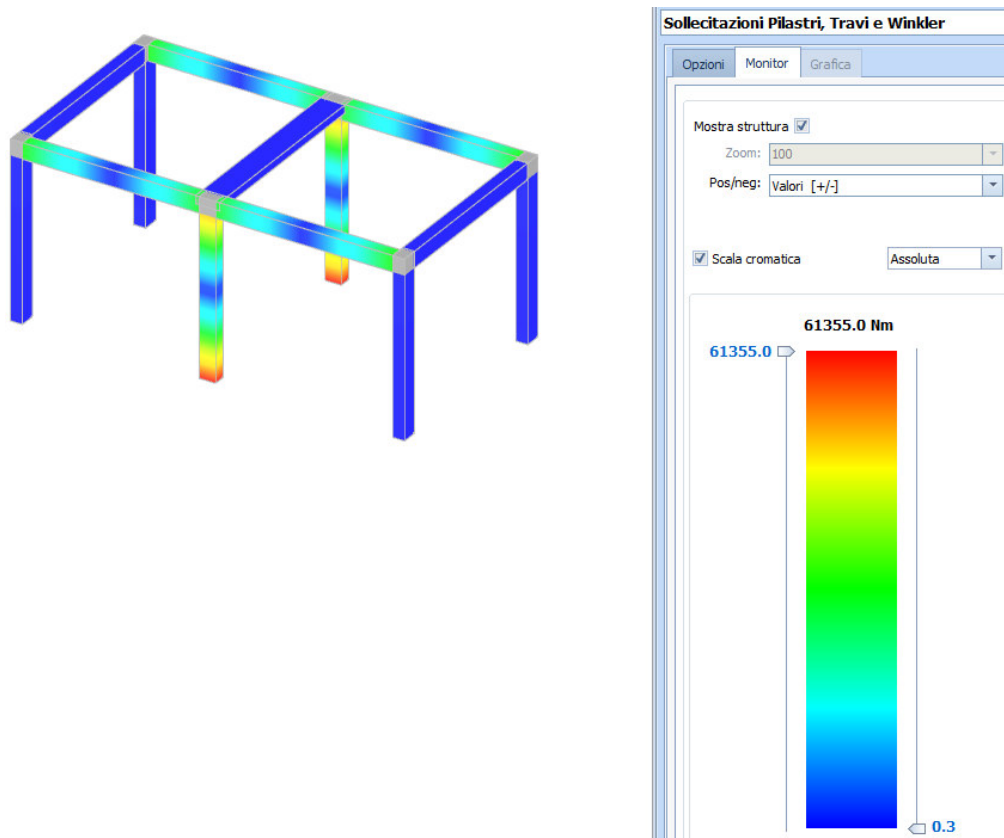 Sollecitazioni Pilastri, Travi e Winkler
Opzioni Monitor Grafica
Mostra struttura
Zoom: 100
Pos/neg: Valori [+/-]
Scala cromatica Assoluta
61355.0 Nm
61355.0
0.3